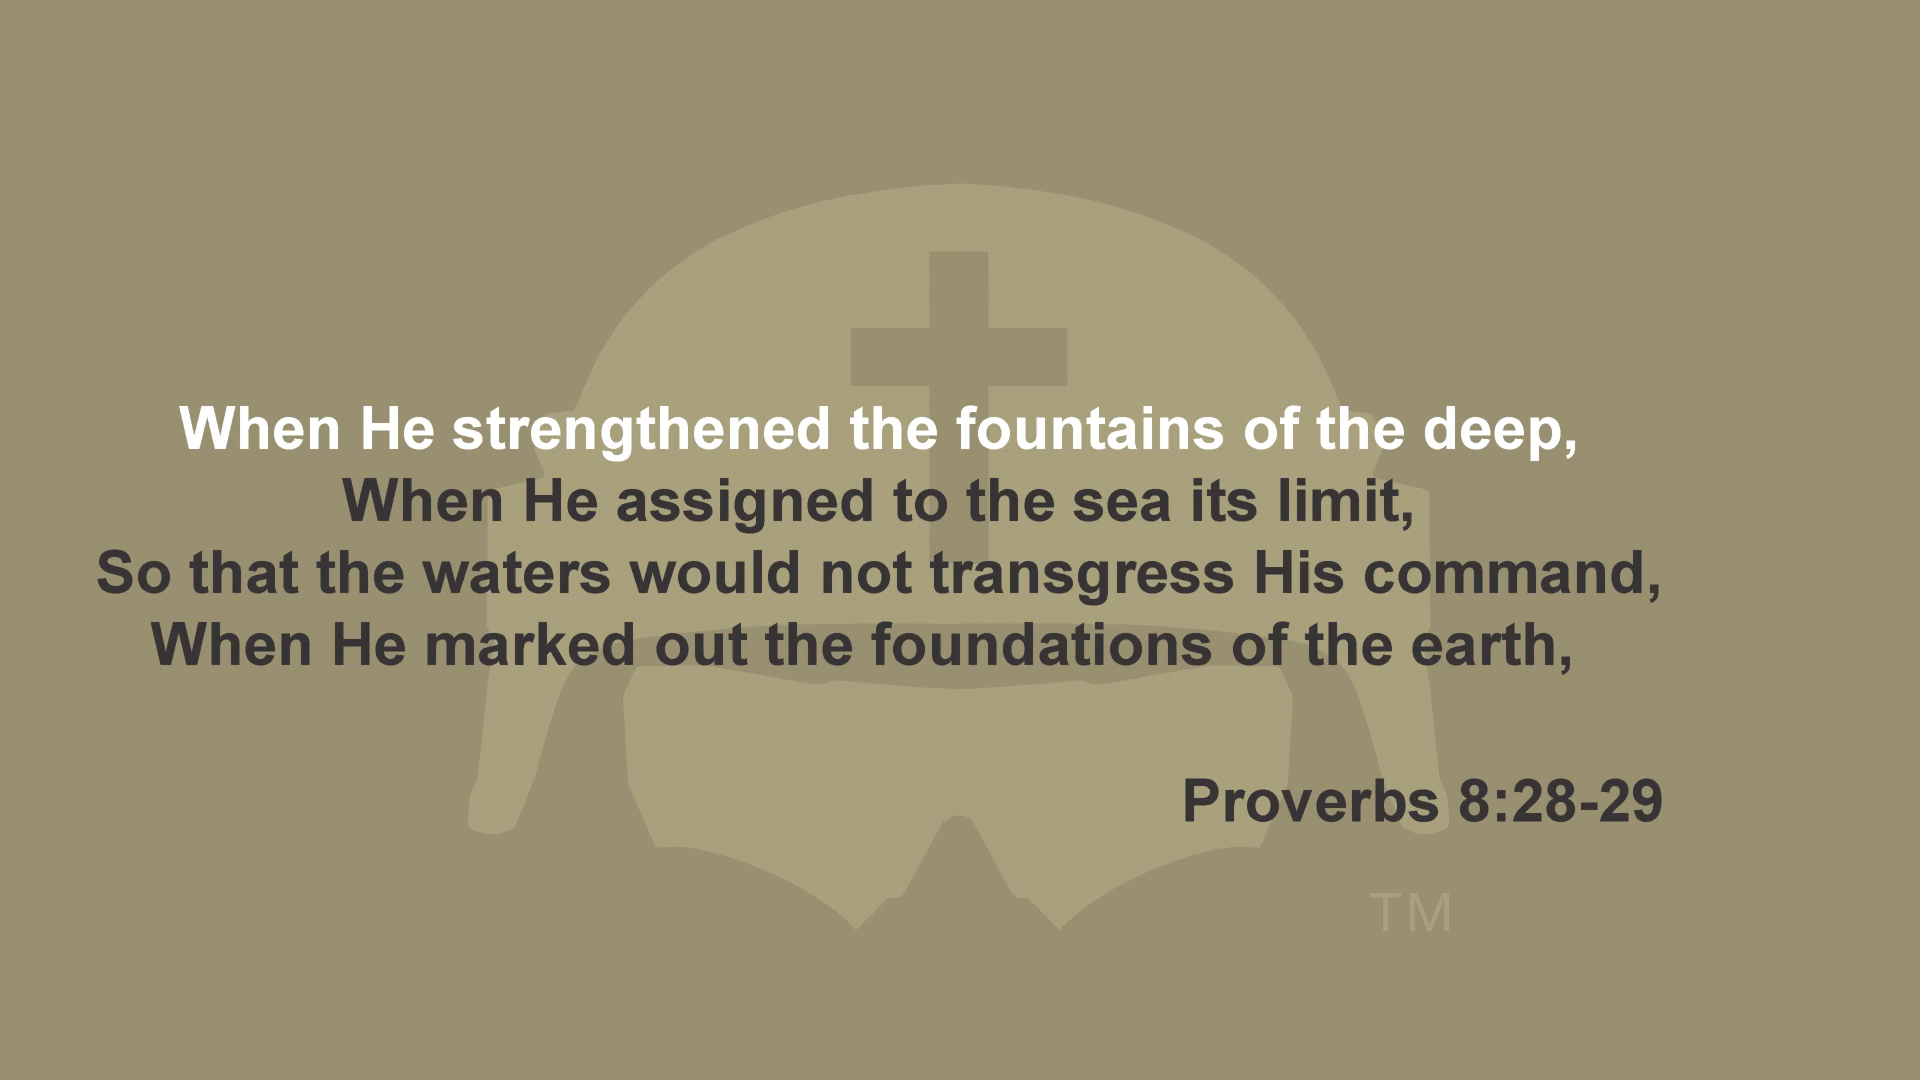 When He strengthened the fountains of the deep,
When He assigned to the sea its limit,
So that the waters would not transgress His command,
When He marked out the foundations of the earth,
Proverbs 8:28-29
TM